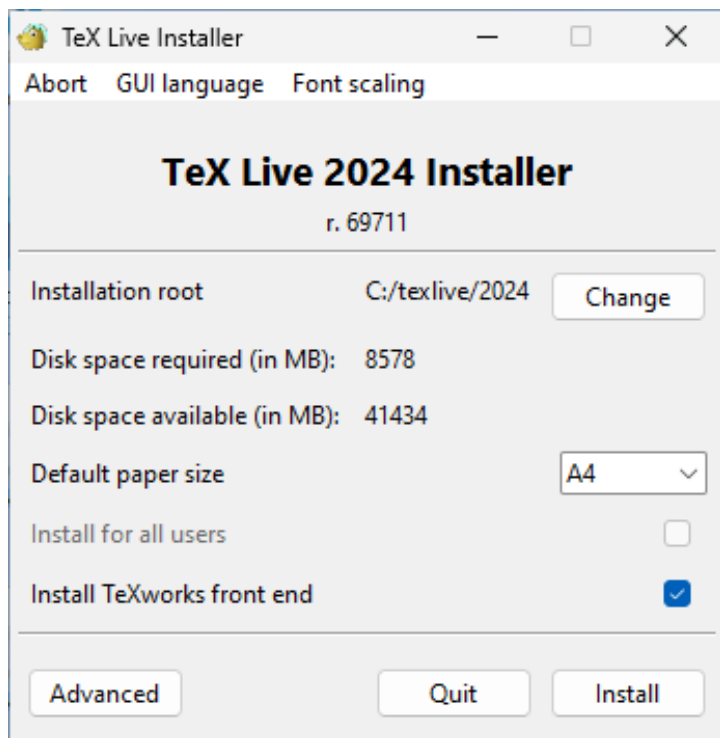 TeX Live Installer
Abort GUI language Font scaling
TeX Live 2024 Installer
r. 69711
Installation root C:/texlive/2024 Change
Disk space required (in MB): 8578
Disk space available (in MB): 41434
Default paper size A4
Install for all users
Install TeXworks front end
Advanced Quit Install